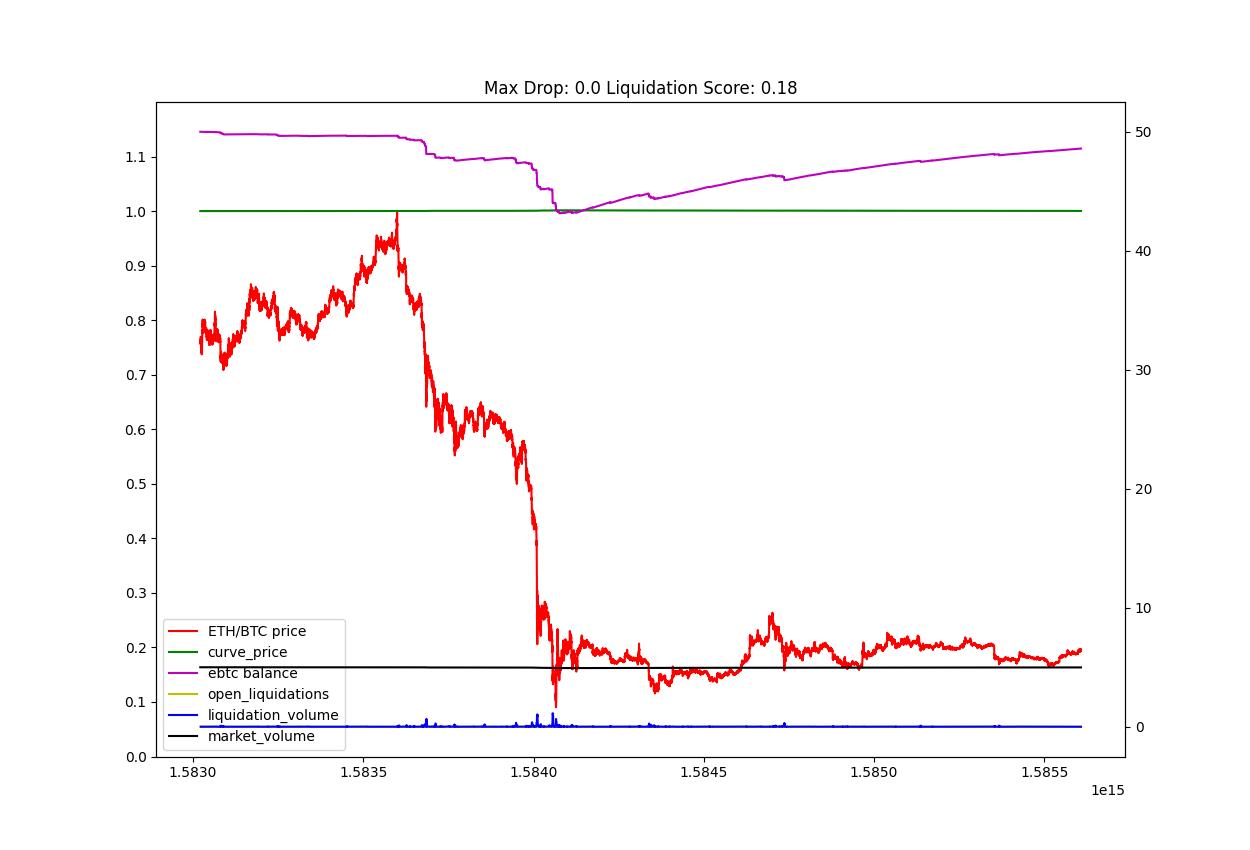 Max Drop: 0.0 Liquidation Score: 0.18
1.1
1.0
0.9
0.8
0.7
0.6
0.5
0.4
0.3
0.2
0.1
0.0
50
40
30
20
10
0
ETH/BTC price
curve_price
ebtc balance
open_liquidations
liquidation_volume
market_volume
1.5830 1.5835 1.5840 1.5845 1.5850 1.5855
1e15